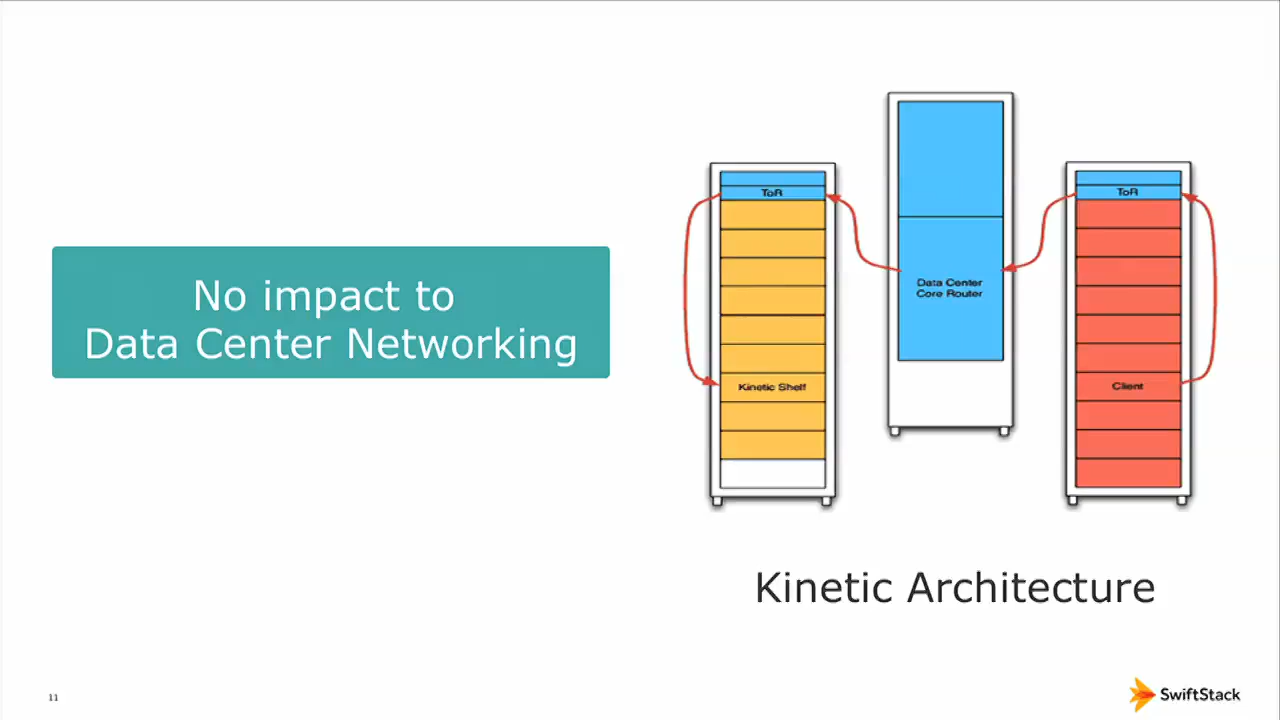 No impact to
Data Center Networking
ToR
Kinetic Shelf
Data Center
Core Router
ToR
Client
Kinetic Architecture
11
SwiftStack